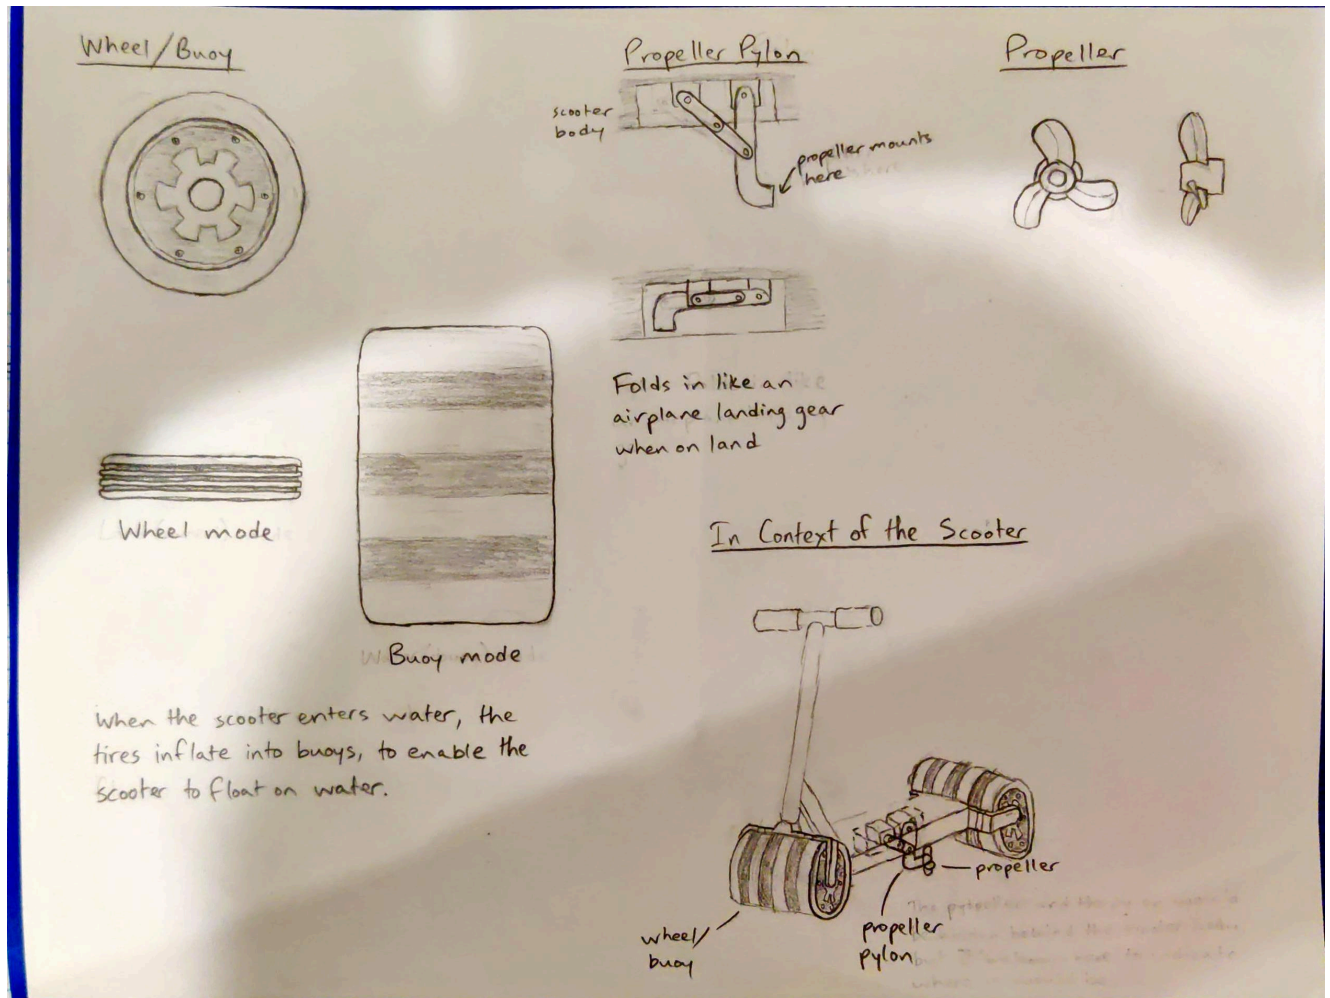 Wheel/Buoy
Wheel mode
Buoy mode
When the scooter enters water, the
tires inflate into buoys, to enable the
scooter to float on water.
Propeller Pylon
scooter
body
propeller mounts
here
Folds in like an
airplane landing gear
when on land
Propeller
In Context of the Scooter
propeller
propeller
pylon
wheel/
buoy